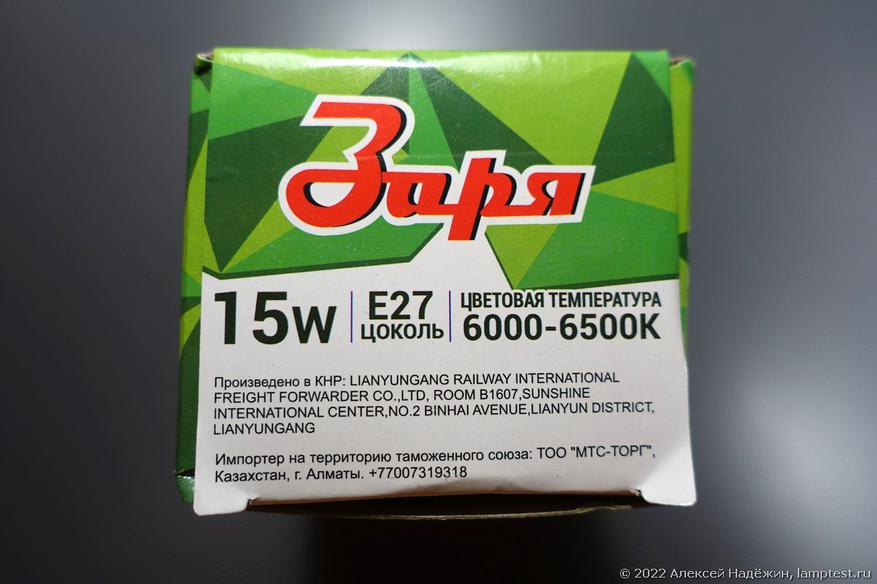 Заря
15W
E27
ЦОКОЛЬ
ЦВЕТОВАЯ ТЕМПЕРАТУРА
6000-6500K
Произведено в КНР: LIANYUNGANG RAILWAY INTERNATIONAL
FREIGHT FORWARDER CO.,LTD, ROOM B1607,SUNSHINE
INTERNATIONAL CENTER,NO.2 BINHAI AVENUE,LIANYUN DISTRICT,
LIANYUNGANG
Импортер на территорию таможенного союза: ТОО "МТС-ТОРГ",
Казахстан, г. Алматы. +77007319318
© 2022 Алексей Надёжин, lamptest.ru